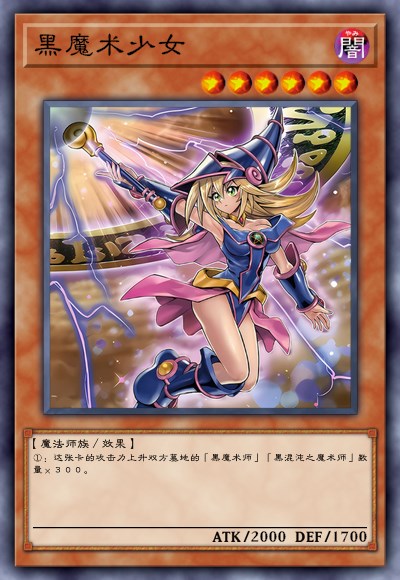 黑魔术少女
やみ
闇
【魔法师族／效果】
①：这张卡的攻击力上升双方墓地的「黑魔术师」「黑混沌之魔术师」数
量×３００。
ATK/2000 DEF/1700